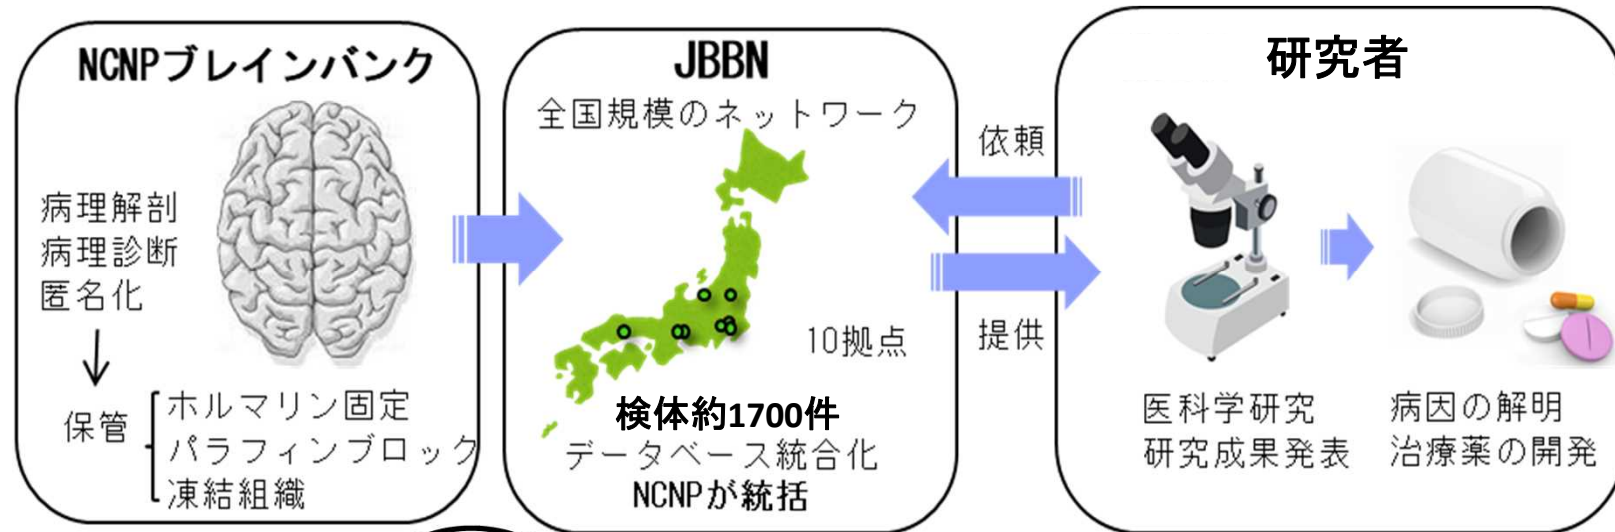 NCNPブレインバンク
病理解剖
病理診断
匿名化
保管
ホルマリン固定
パラフィンブロック
凍結組織
JBBN
全国規模のネットワーク
10拠点
検体約1700件
データベース統合化
NCNPが統括
依頼
提供
研究者
医科学研究
研究成果発表
病因の解明
治療薬の開発